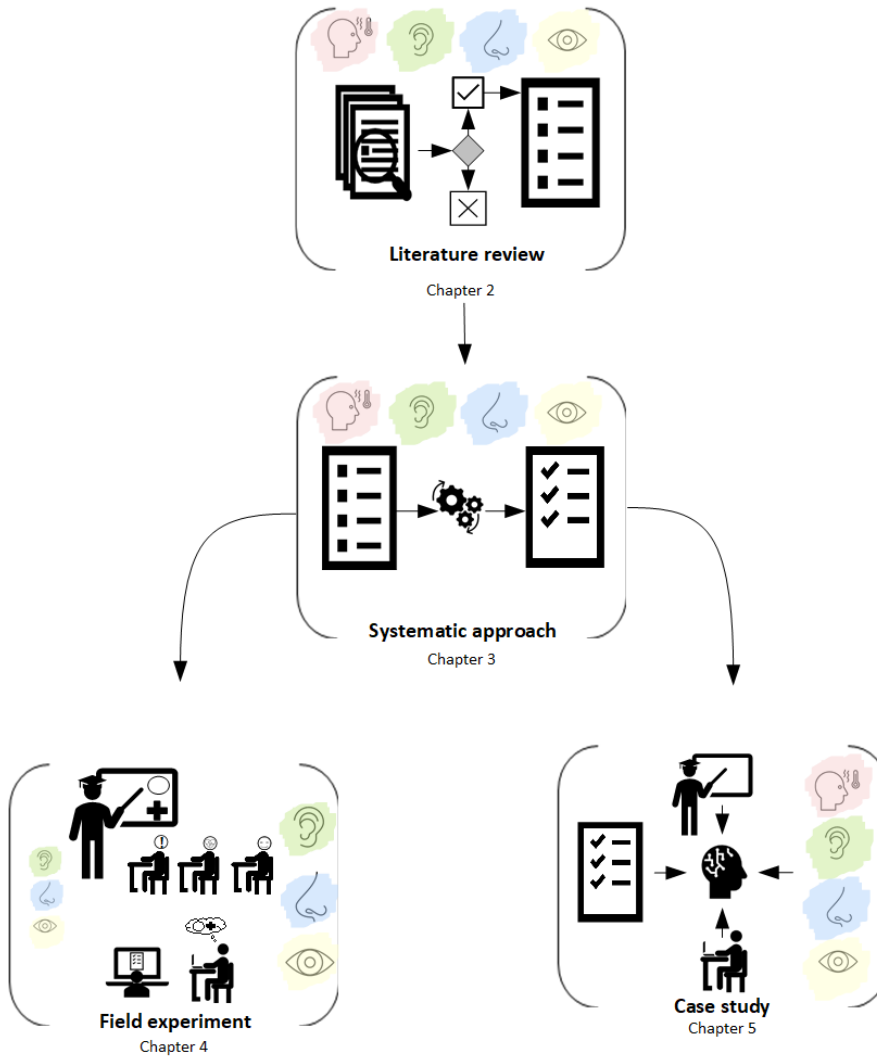 Literature review
Chapter 2
Systematic approach
Chapter 3
Field experiment
Chapter 4
Case study
Chapter 5